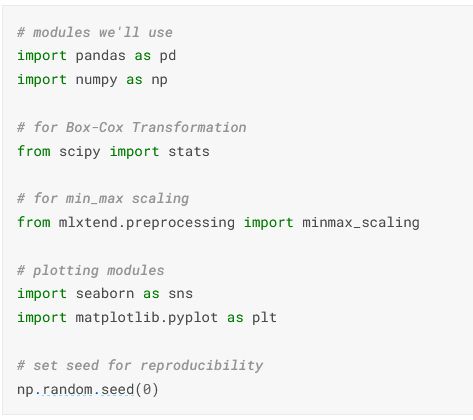 # modules we'll use
import pandas as pd
import numpy as np
# for Box-Cox Transformation
from scipy import stats
# for min_max scaling
from mlxtend.preprocessing import minmax_scaling
# plotting modules
import seaborn as sns
import matplotlib.pyplot as plt
# set seed for reproducibility
np.random.seed(0)